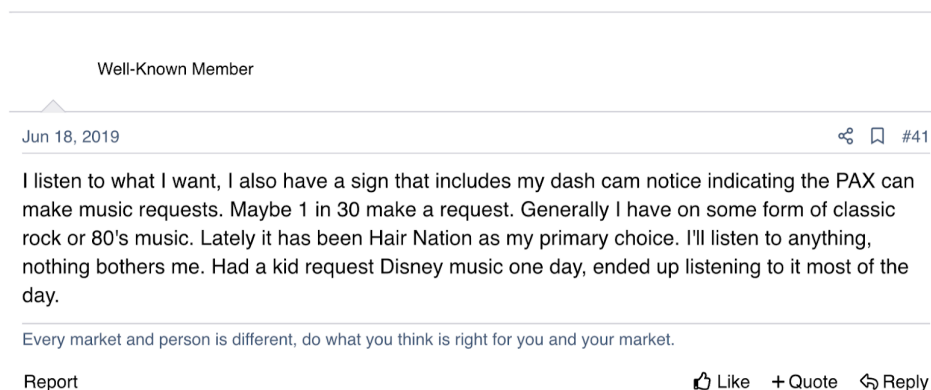 Well-Known Member
Jun 18, 2019 #41
I listen to what I want, I also have a sign that includes my dash cam notice indicating the PAX can
make music requests. Maybe 1 in 30 make a request. Generally I have on some form of classic
rock or 80's music. Lately it has been Hair Nation as my primary choice. I'll listen to anything,
nothing bothers me. Had a kid request Disney music one day, ended up listening to it most of the
day.
Every market and person is different, do what you think is right for you and your market.
Report Like +Quote Reply